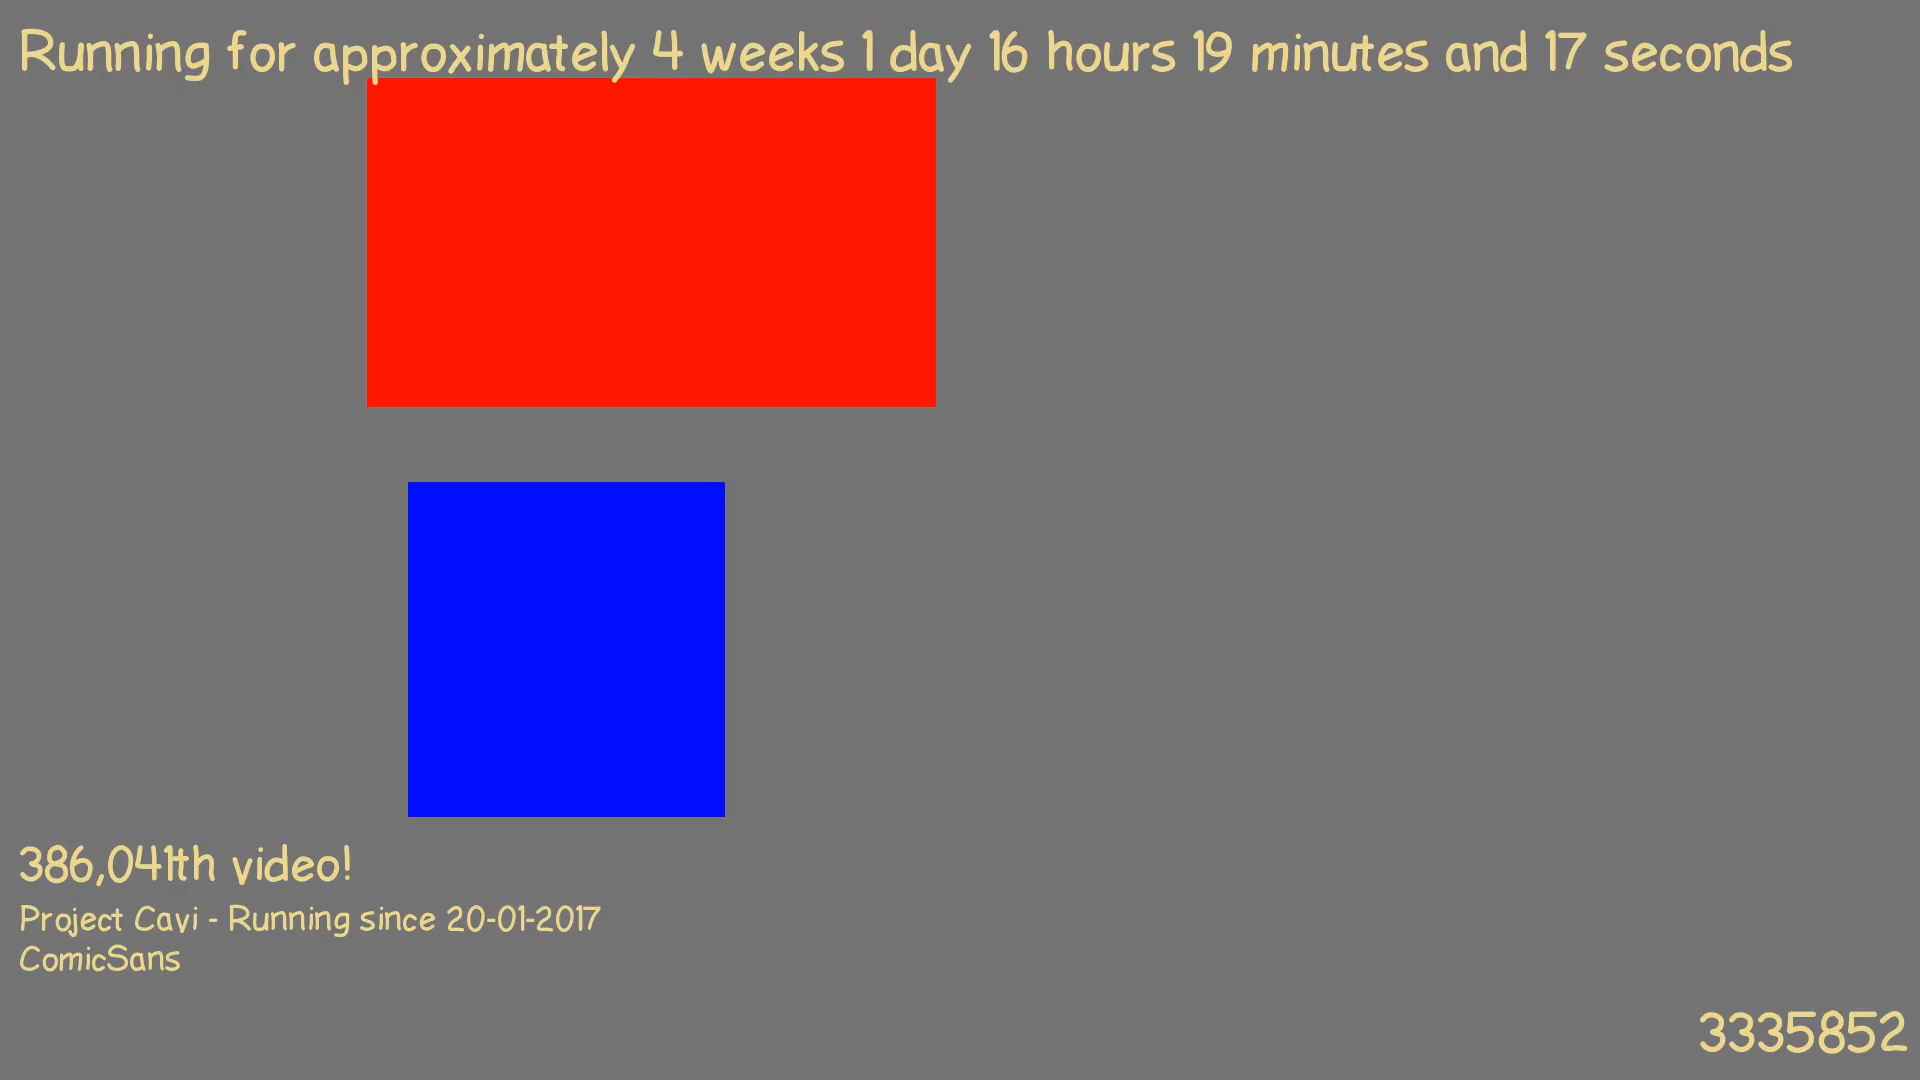 Running for approximately 4 weeks 1 day 16 hours 19 minutes and 17 seconds
386,041th video!
Project Cavi - Running since 20-01-2017
ComicSans
3335852